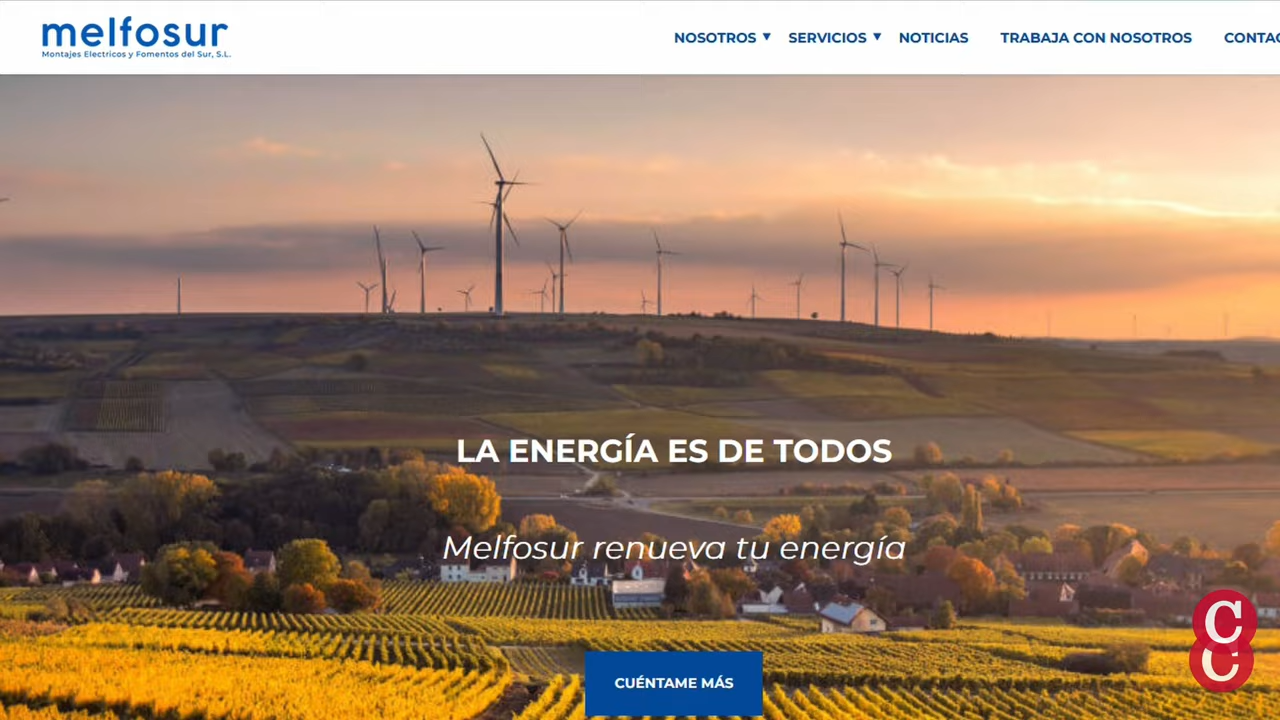 melfosur
Montajes Electricos y Fomentos del Sur, S.L.
NOSOTROS ▼ SERVICIOS ▼ NOTICIAS TRABAJA CON NOSOTROS CONTAC
LA ENERGÍA ES DE TODOS
Melfosur renueva tu energía
CUÉNTAME MÁS
C
C